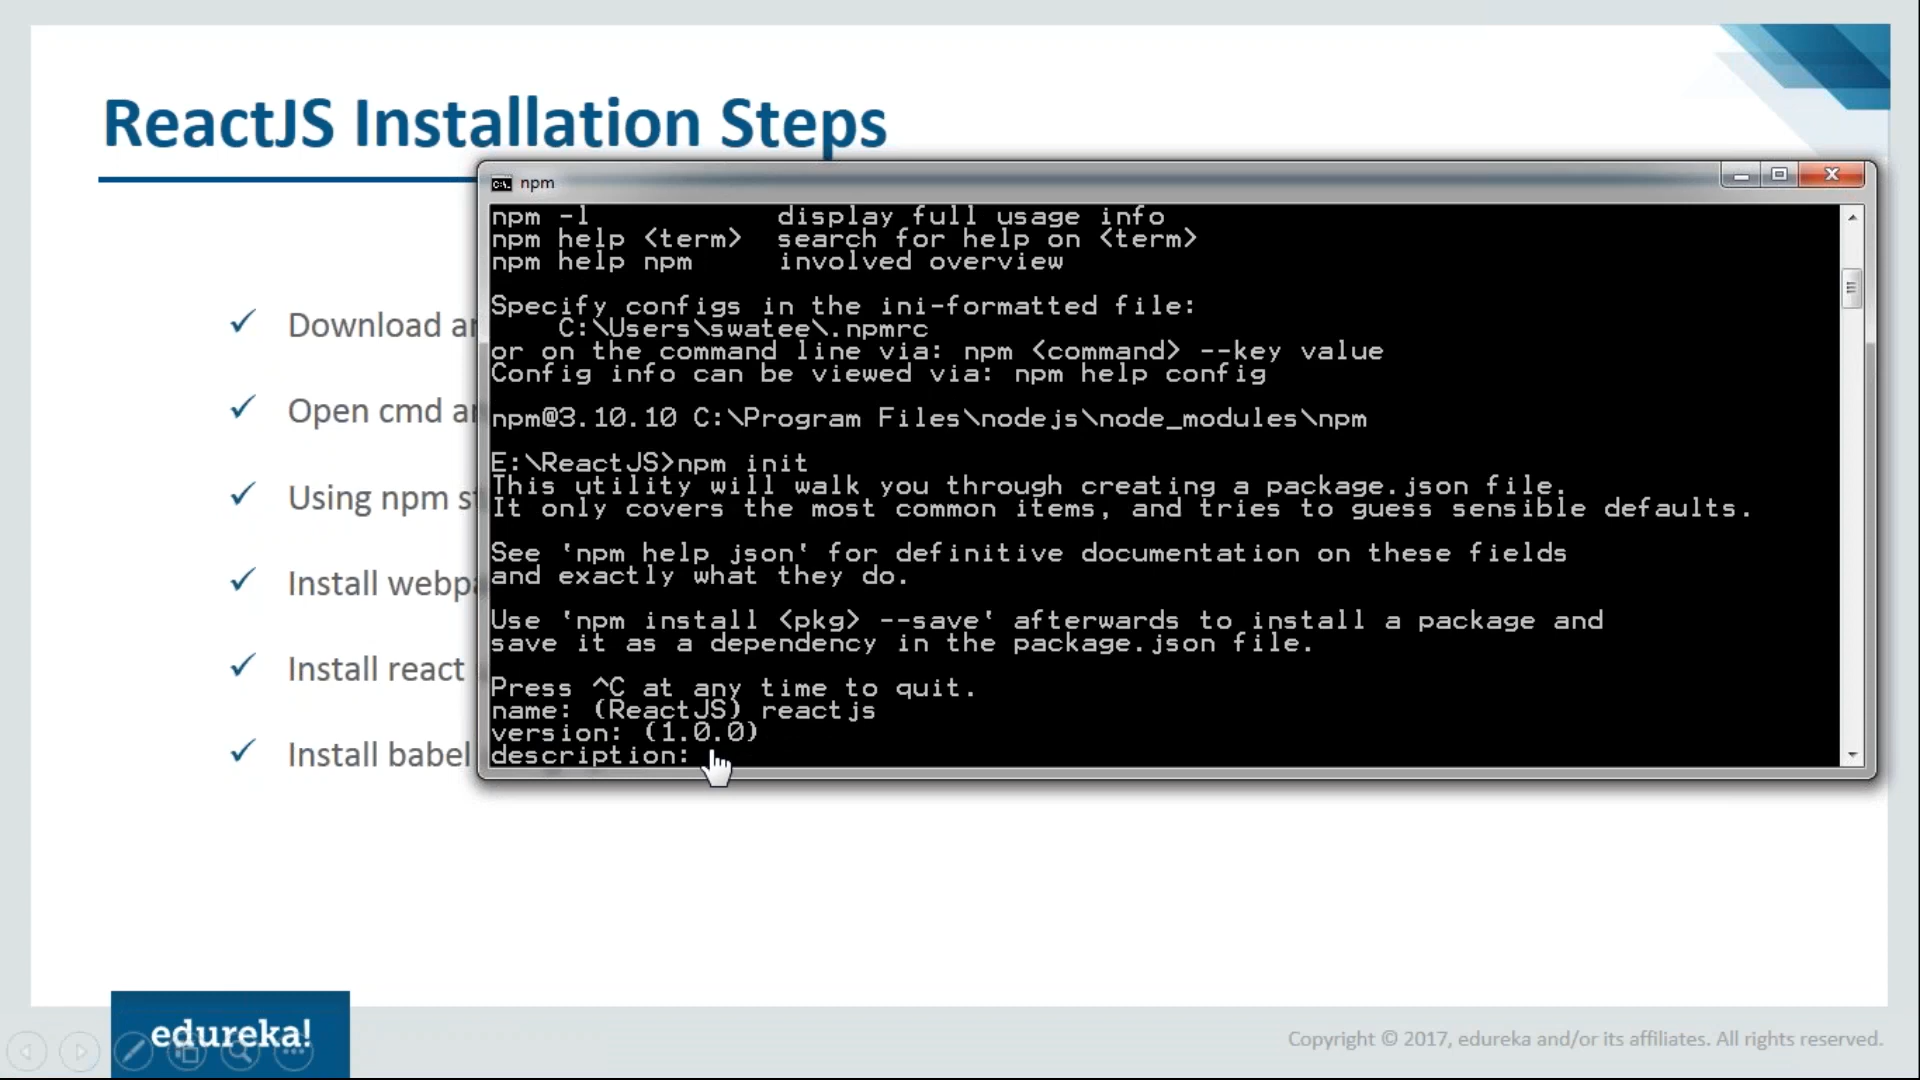 ReactJS Installation Steps
npm
npm -l display full usage info
npm help <term> search for help on <term>
npm help npm involved overview
Specify configs in the ini-formatted file:
C:\Users\swatee\.npmrc
or on the command line via: npm <command> --key value
Config info can be viewed via: npm help config
npm@3.10.10 C:\Program Files\nodejs\node_modules\npm
E:\ReactJS>npm init
This utility will walk you through creating a package.json file.
It only covers the most common items, and tries to guess sensible defaults.
See 'npm help json' for definitive documentation on these fields
and exactly what they do.
Use 'npm install <pkg> --save' afterwards to install a package and
save it as a dependency in the package.json file.
Press ^C at any time to quit.
name: (ReactJS) reactjs
version: (1.0.0)
description:
Download
Open cmd
Using npm
Install
Install react
Install babel
edureka!
Copyright © 2017, edureka and/or its affiliates. All rights reserved.